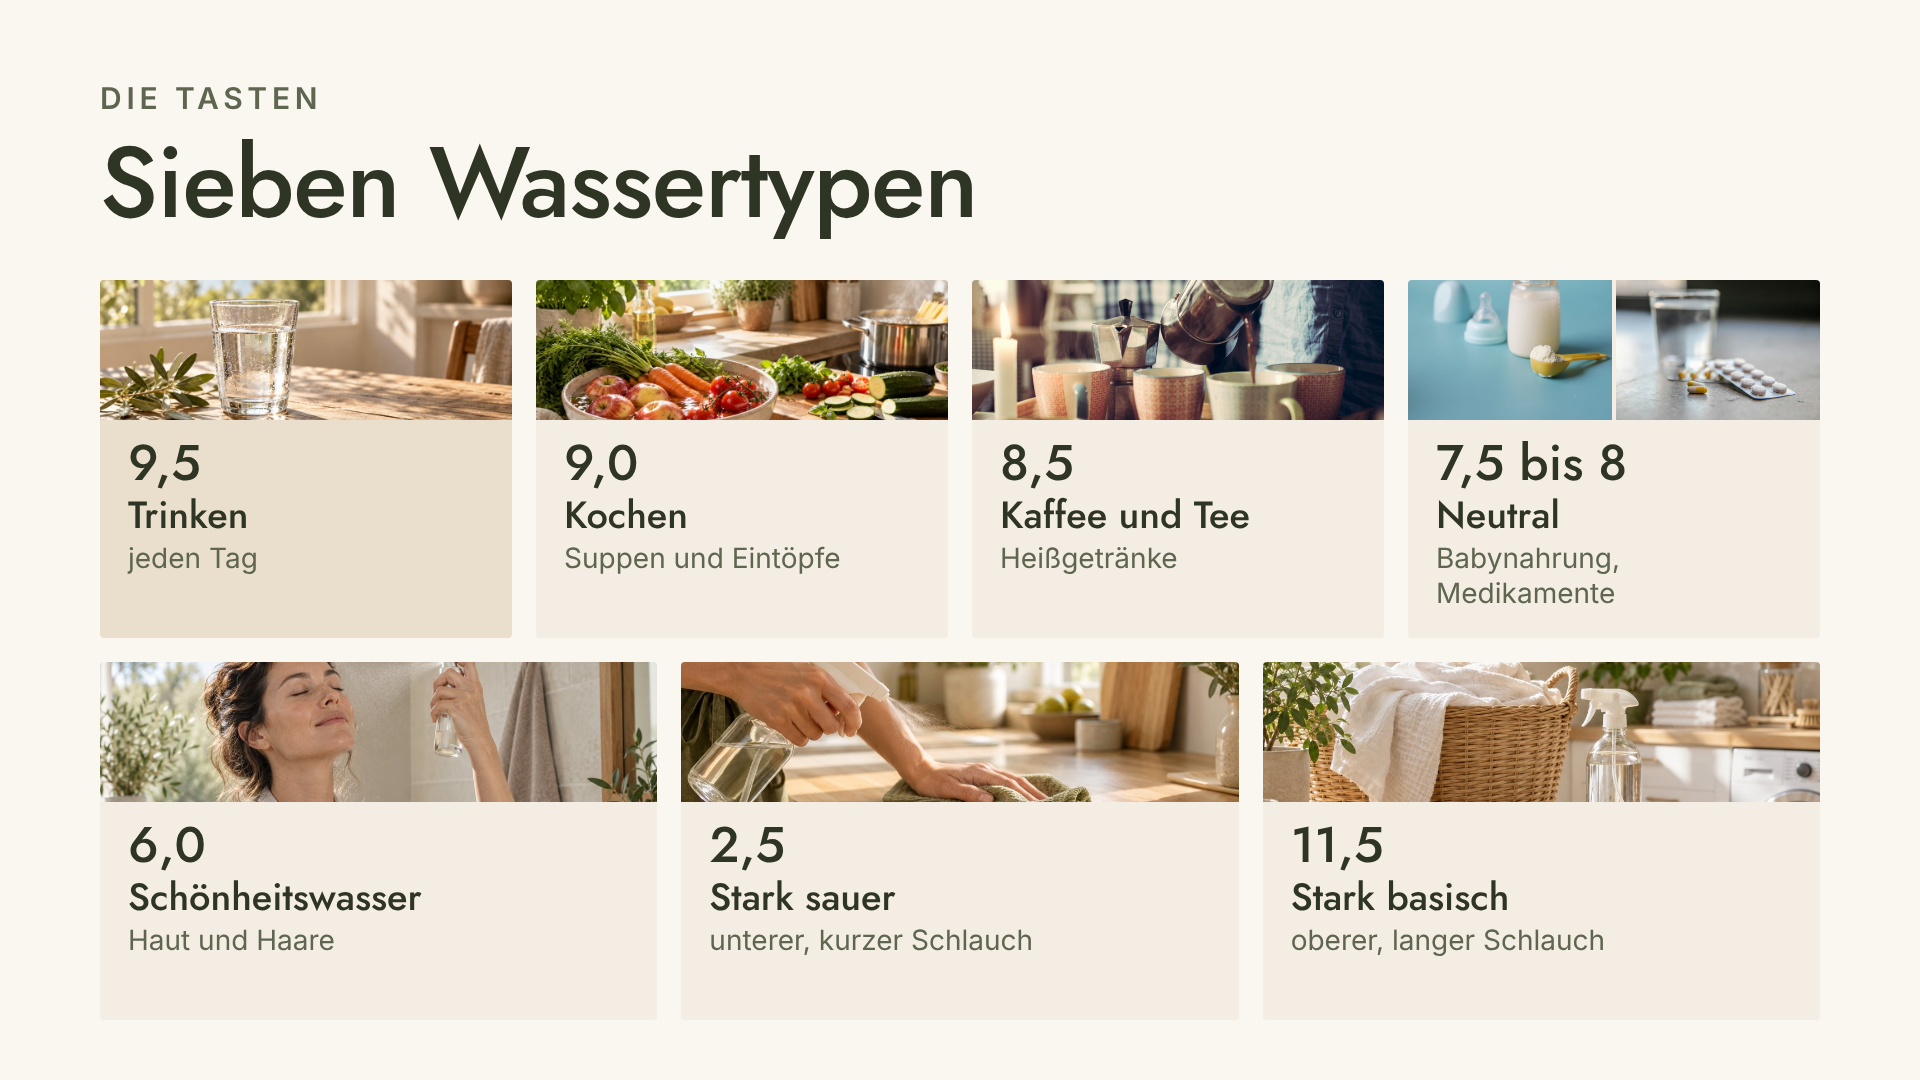 DIE TASTEN
Sieben Wassertypen
9,5
Trinken
jeden Tag
9,0
Kochen
Suppen und Eintöpfe
8,5
Kaffee und Tee
Heißgetränke
7,5 bis 8
Neutral
Babynahrung,
Medikamente
6,0
Schönheitswasser
Haut und Haare
2,5
Stark sauer
unterer, kurzer Schlauch
11,5
Stark basisch
oberer, langer Schlauch